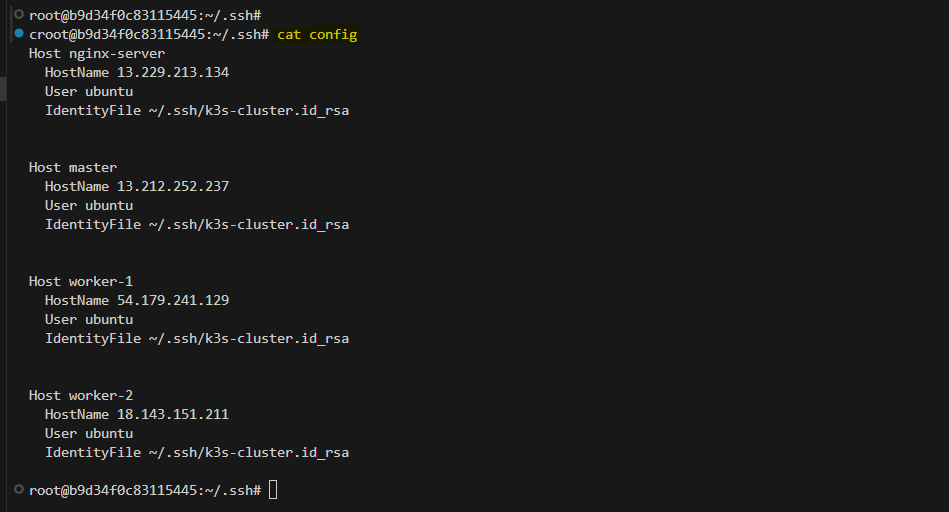 root@b9d34f0c83115445:~/.ssh#
croot@b9d34f0c83115445:~/.ssh# cat config
Host nginx-server
  HostName 13.229.213.134
  User ubuntu
  IdentityFile ~/.ssh/k3s-cluster.id_rsa
Host master
  HostName 13.212.252.237
  User ubuntu
  IdentityFile ~/.ssh/k3s-cluster.id_rsa
Host worker-1
  HostName 54.179.241.129
  User ubuntu
  IdentityFile ~/.ssh/k3s-cluster.id_rsa
Host worker-2
  HostName 18.143.151.211
  User ubuntu
  IdentityFile ~/.ssh/k3s-cluster.id_rsa
root@b9d34f0c83115445:~/.ssh#